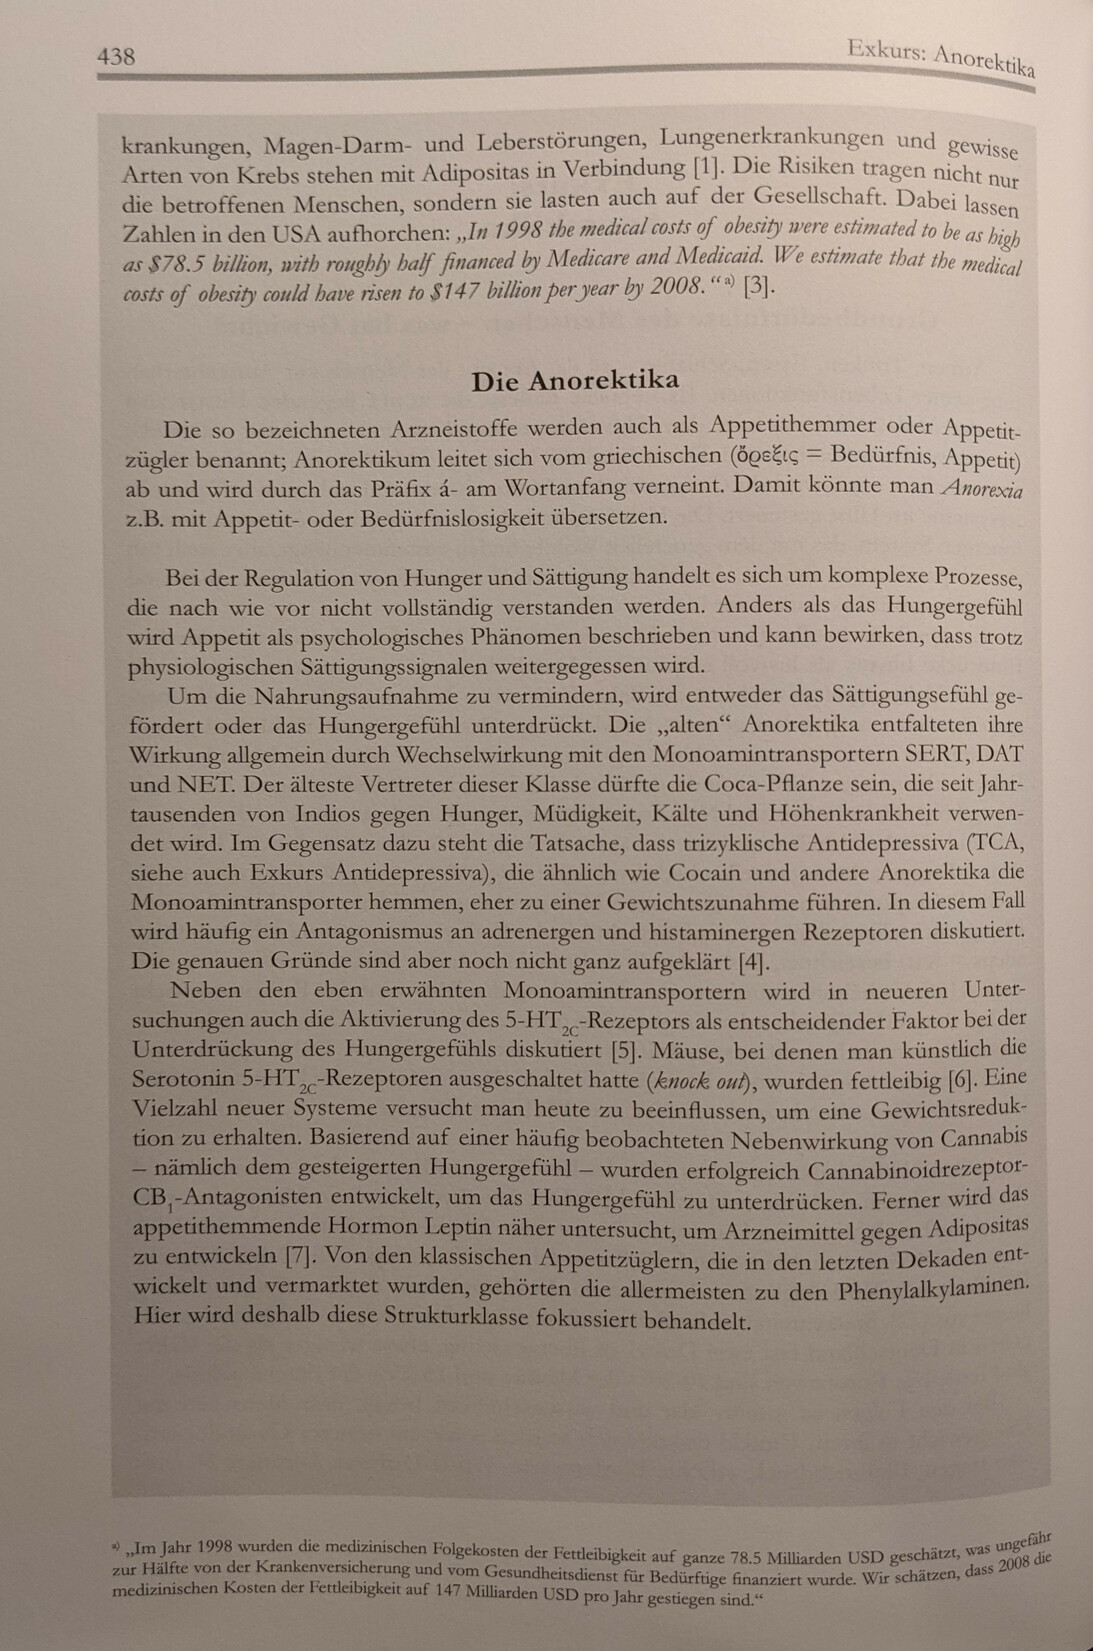 438
Exkurs: Anorektika
krankungen, Magen-Darm- und Leberstörungen, Lungenerkrankungen und gewisse
Arten von Krebs stehen mit Adipositas in Verbindung [1]. Die Risiken tragen nicht nur
die betroffenen Menschen, sondern sie lasten auch auf der Gesellschaft. Dabei lassen
Zahlen in den USA aufhorchen: „In 1998 the medical costs of obesity were estimated to be as high
as $78.5 billion, with roughly half financed by Medicare and Medicaid. We estimate that the medical
costs of obesity could have risen to $147 billion per year by 2008.“a) [3].
Die Anorektika
Die so bezeichneten Arzneistoffe werden auch als Appetithemmer oder Appetit-
zügler benannt; Anorektikum leitet sich vom griechischen (ὄρεξις = Bedürfnis, Appetit)
ab und wird durch das Präfix á- am Wortanfang verneint. Damit könnte man Anorexia
z.B. mit Appetit- oder Bedürfnislosigkeit übersetzen.
Bei der Regulation von Hunger und Sättigung handelt es sich um komplexe Prozesse,
die nach wie vor nicht vollständig verstanden werden. Anders als das Hungergefühl
wird Appetit als psychologisches Phänomen beschrieben und kann bewirken, dass trotz
physiologischen Sättigungssignalen weitergegessen wird.
Um die Nahrungsaufnahme zu vermindern, wird entweder das Sättigungsefühl ge-
fördert oder das Hungergefühl unterdrückt. Die „alten“ Anorektika entfalteten ihre
Wirkung allgemein durch Wechselwirkung mit den Monoamintransportern SERT, DAT
und NET. Der älteste Vertreter dieser Klasse dürfte die Coca-Pflanze sein, die seit Jahr-
tausenden von Indios gegen Hunger, Müdigkeit, Kälte und Höhenkrankheit verwen-
det wird. Im Gegensatz dazu steht die Tatsache, dass trizyklische Antidepressiva (TCA,
siehe auch Exkurs Antidepressiva), die ähnlich wie Cocain und andere Anorektika die
Monoamintransporter hemmen, eher zu einer Gewichtszunahme führen. In diesem Fall
wird häufig ein Antagonismus an adrenergen und histaminergen Rezeptoren diskutiert.
Die genauen Gründe sind aber noch nicht ganz aufgeklärt [4].
Neben den eben erwähnten Monoamintransportern wird in neueren Unter-
suchungen auch die Aktivierung des 5-HT2C-Rezeptors als entscheidender Faktor bei der
Unterdrückung des Hungergefühls diskutiert [5]. Mäuse, bei denen man künstlich die
Serotonin 5-HT2C-Rezeptoren ausgeschaltet hatte (knock out), wurden fettleibig [6]. Eine
Vielzahl neuer Systeme versucht man heute zu beeinflussen, um eine Gewichtsreduk-
tion zu erhalten. Basierend auf einer häufig beobachteten Nebenwirkung von Cannabis
– nämlich dem gesteigerten Hungergefühl – wurden erfolgreich Cannabinoidrezeptor-
CB1-Antagonisten entwickelt, um das Hungergefühl zu unterdrücken. Ferner wird das
appetithemmende Hormon Leptin näher untersucht, um Arzneimittel gegen Adipositas
zu entwickeln [7]. Von den klassischen Appetitzüglern, die in den letzten Dekaden ent-
wickelt und vermarktet wurden, gehörten die allermeisten zu den Phenylalkylaminen.
Hier wird deshalb diese Strukturklasse fokussiert behandelt.
a) „Im Jahr 1998 wurden die medizinischen Folgekosten der Fettleibigkeit auf ganze 78.5 Milliarden USD geschätzt, was ungefähr
zur Hälfte von der Krankenversicherung und vom Gesundheitsdienst für Bedürftige finanziert wurde. Wir schätzen, dass 2008 die
medizinischen Kosten der Fettleibigkeit auf 147 Milliarden USD pro Jahr gestiegen sind.“